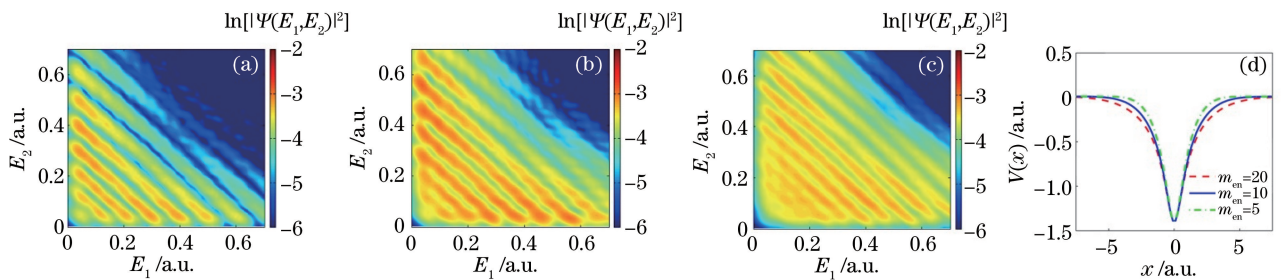 ln[|Ψ(E₁,E₂)|²]
ln[|Ψ(E₁,E₂)|²]
ln[|Ψ(E₁,E₂)|²]
(a)
(b)
(c)
(d)
0.6
0.4
0.2
0
E₂/a.u.
0
0.2
0.4
0.6
E₁/a.u.
−2
−3
−4
−5
−6
0.6
0.4
0.2
0
E₂/a.u.
0
0.2
0.4
0.6
E₁/a.u.
−2
−3
−4
−5
−6
0.6
0.4
0.2
0
E₂/a.u.
0
0.2
0.4
0.6
E₁/a.u.
−2
−3
−4
−5
−6
0.5
0
−0.5
−1.0
−1.5
V(x)/a.u.
mₑₙ=20
mₑₙ=10
mₑₙ=5
−5
0
5
x/a.u.